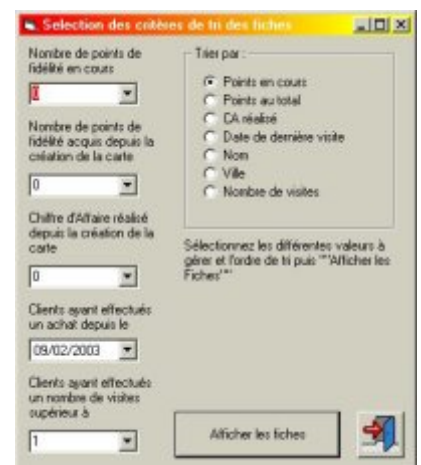 Selection des critères de tri des fiches
Nombre de points de
fidélité en cours
0
Nombre de points de
fidélité acquis depuis la
création de la carte
0
Chiffre d'Affaire réalisé
depuis la création de la
carte
0
Clients ayant effectués
un achat depuis le
09/02/2003
Clients ayant effectués
un nombre de visites
supérieur à
1
Trier par :
Points en cours
Points au total
CA réalisé
Date de dernière visite
Nom
Ville
Nombre de visites
Sélectionnez les différentes valeurs à
gérer et l'ordre de tri puis """Afficher les
Fiches"""
Afficher les fiches